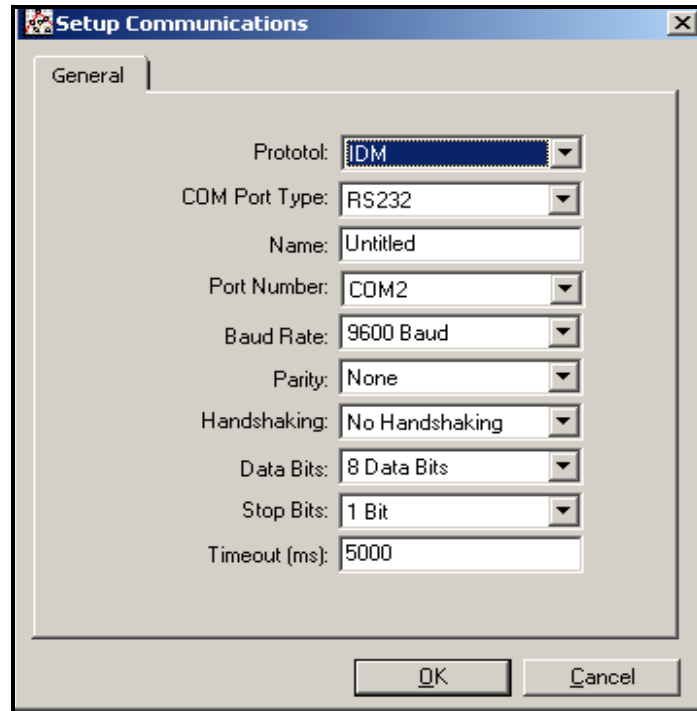 Setup Communications
General
Prototol: IDM
COM Port Type: RS232
Name: Untitled
Port Number: COM2
Baud Rate: 9600 Baud
Parity: None
Handshaking: No Handshaking
Data Bits: 8 Data Bits
Stop Bits: 1 Bit
Timeout (ms): 5000
OK Cancel